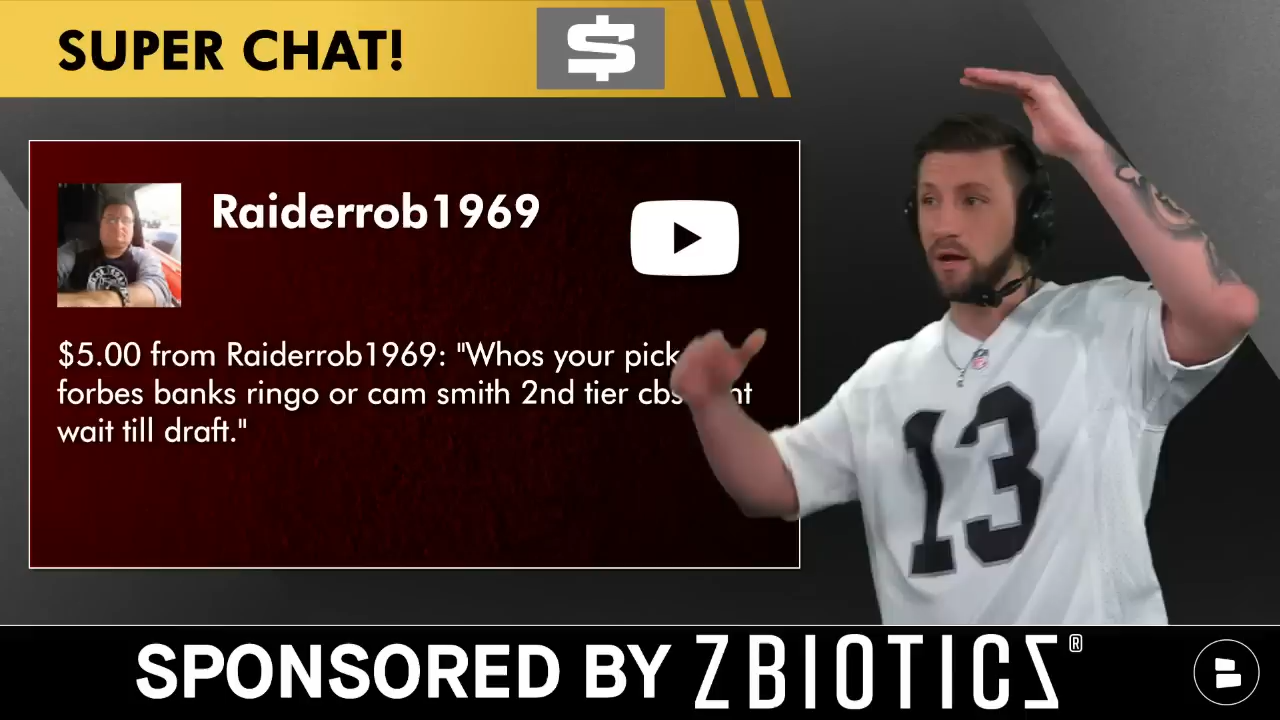 SUPER CHAT!
$
Raiderrob1969
$5.00 from Raiderrob1969: "Whos your pick
forbes banks ringo or cam smith 2nd tier cbs
wait till draft."
13
SPONSORED BY ZBIOTICS®